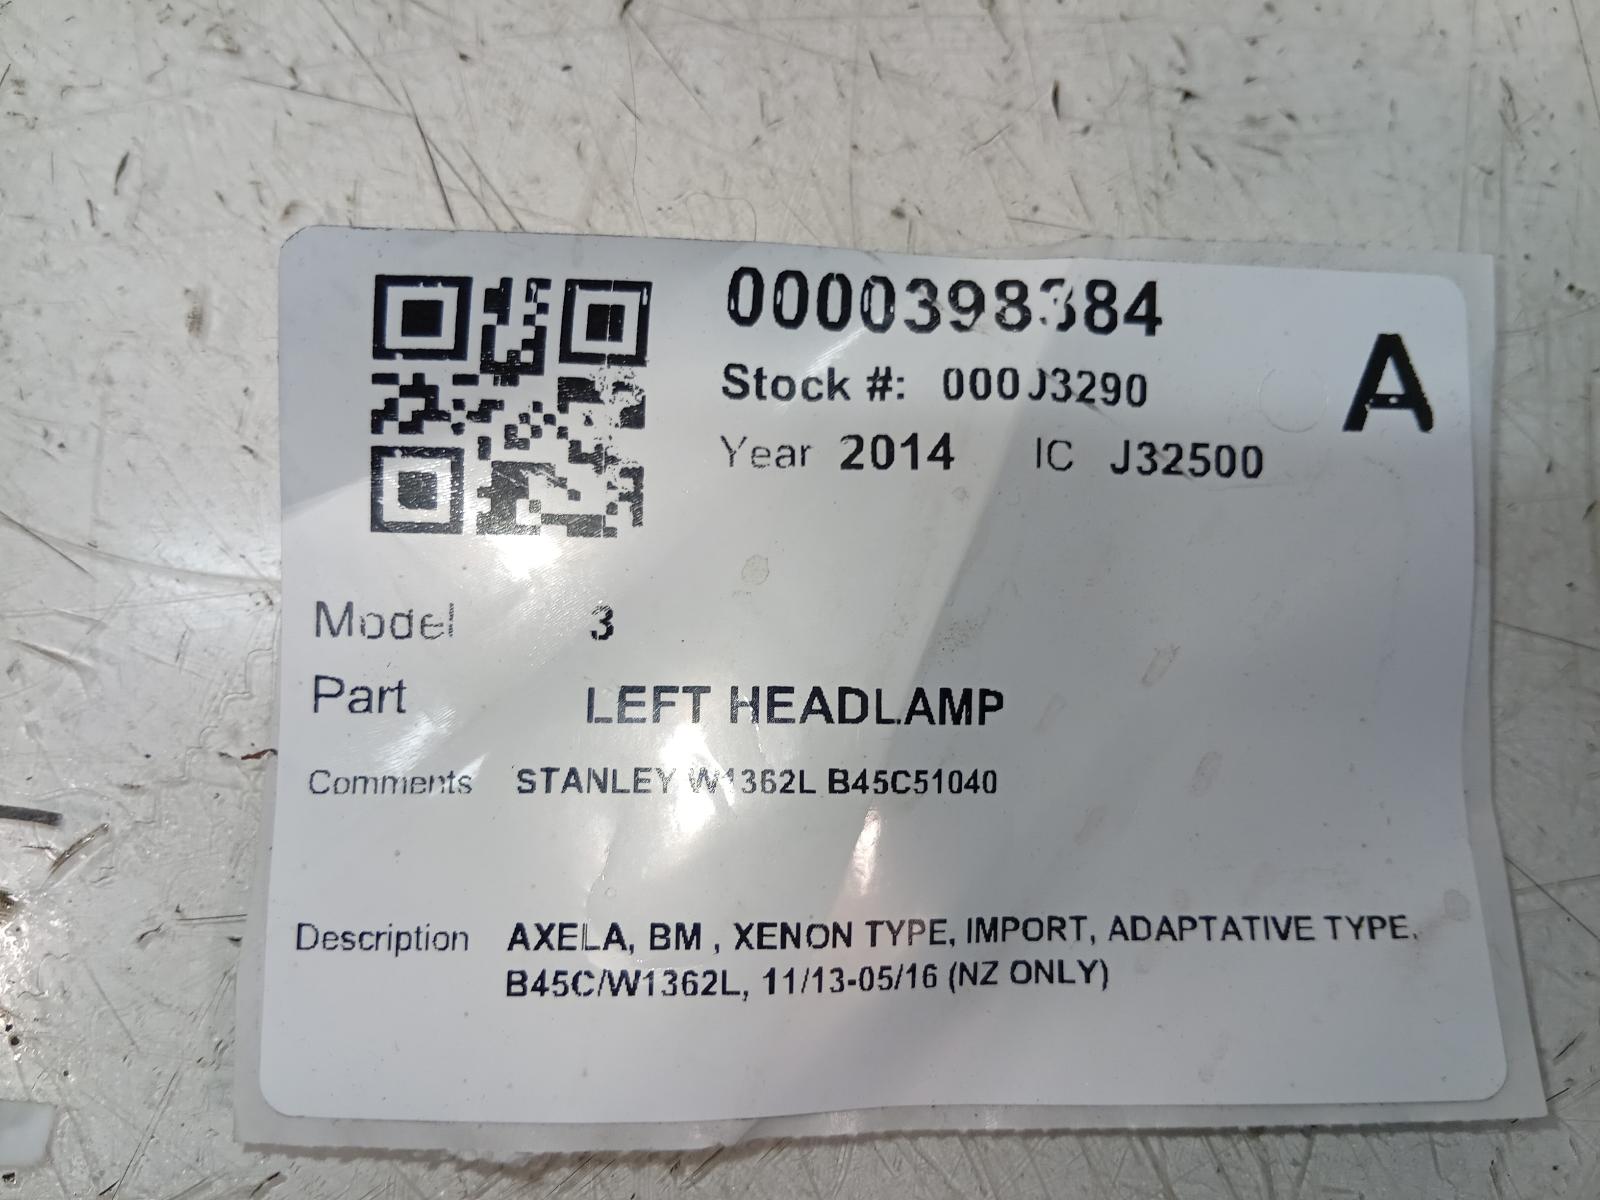 0000398384
Stock #: 000J3290
A
Year 2014 IC J32500
Model 3
Part LEFT HEADLAMP
Comments STANLEY W1362L B45C51040
Description AXELA, BM , XENON TYPE, IMPORT, ADAPTATIVE TYPE,
B45C/W1362L, 11/13-05/16 (NZ ONLY)